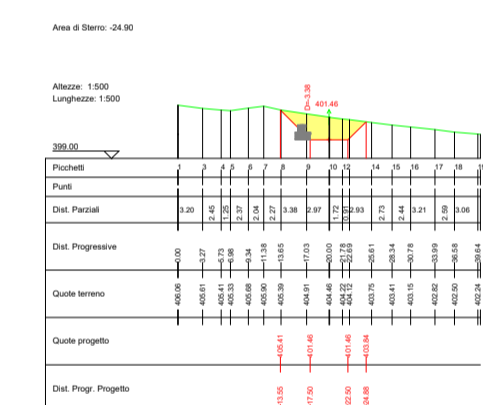 Area di Sterro: -24.90
Altezze: 1:500
Lunghezze: 1:500
D=-3.38
401.46
399.00
Picchetti 1 3 4 5 6 7 8 9 10 12 14 15 16 17 18
Punti
Dist. Parziali 3.20 2.45 1.25 2.37 2.04 2.27 3.38 2.97 1.72 0.91 2.93 2.73 2.44 3.21 2.59 3.06
Dist. Progressive 0.00 3.27 5.73 6.98 9.34 11.38 13.65 17.03 20.00 21.78 22.69 25.61 28.34 30.78 33.99 36.58 39.64
Quote terreno 406.06 405.61 405.41 405.33 405.68 405.90 405.39 404.91 404.46 404.22 404.12 403.75 403.41 403.15 402.82 402.50 402.24
Quote progetto 405.41 401.46 401.46 403.84
Dist. Progr. Progetto 13.55 17.50 22.50 24.88